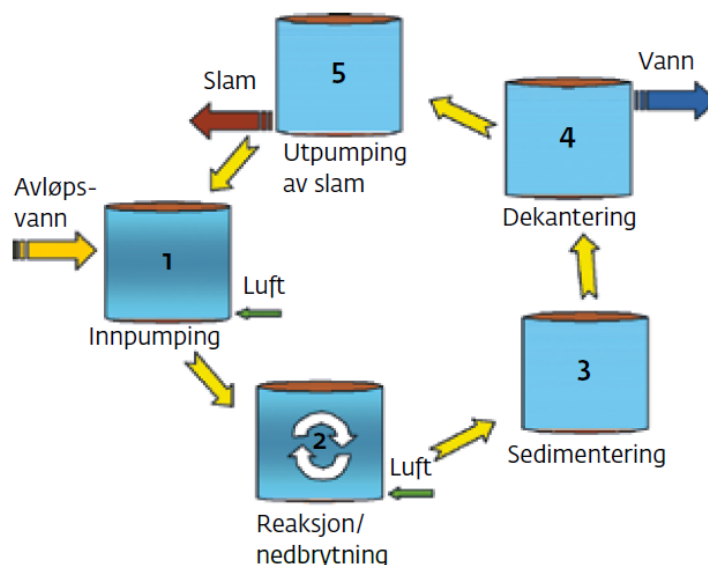 Slam
5
Utpumping
av slam
Vann
4
Dekantering
Avløps-
vann
1
Luft
Innpumping
2
Luft
Reaksjon/
nedbrytning
3
Sedimentering